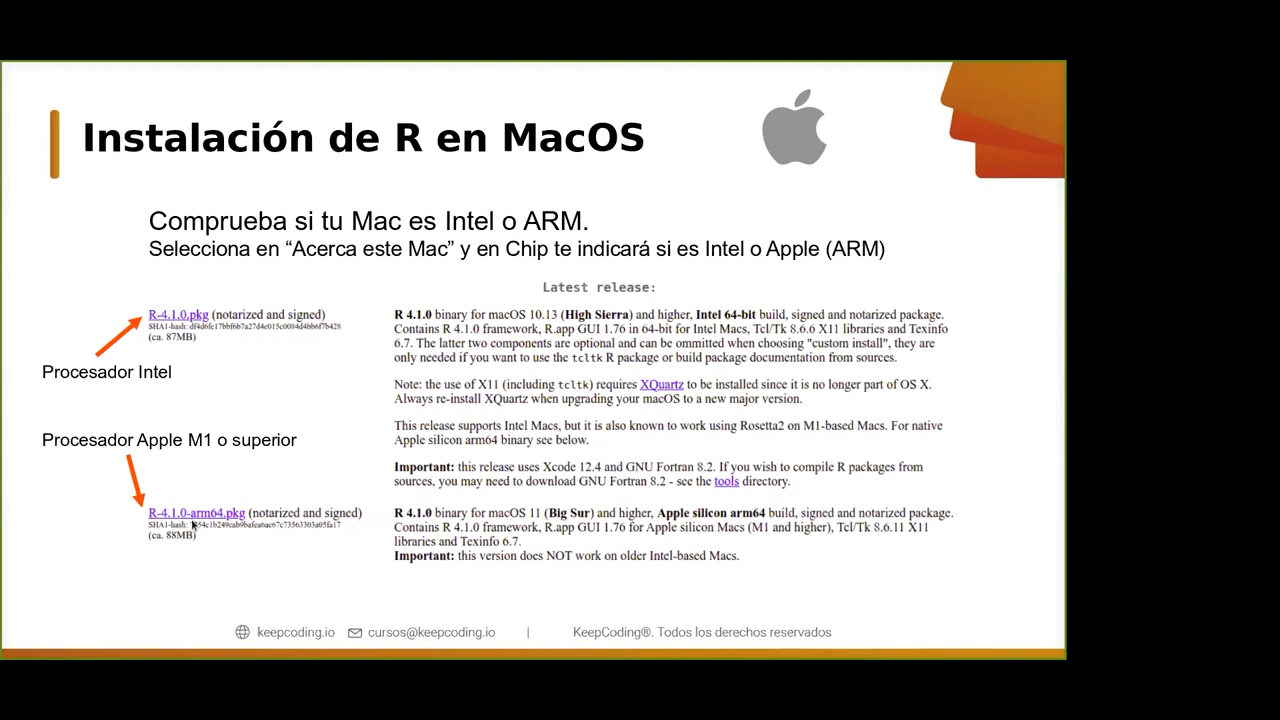 Instalación de R en MacOS
Comprueba si tu Mac es Intel o ARM.
Selecciona en “Acerca este Mac” y en Chip te indicará si es Intel o Apple (ARM)
Latest release:
R-4.1.0.pkg (notarized and signed)
SHA1-hash:
(ca. 87MB)
Procesador Intel
R 4.1.0 binary for macOS 10.13 (High Sierra) and higher, Intel 64-bit build, signed and notarized package.
Contains R 4.1.0 framework, R.app GUI 1.76 in 64-bit for Intel Macs, Tcl/Tk 8.6.6 X11 libraries and Texinfo
6.7. The latter two components are optional and can be ommitted when choosing "custom install", they are
only needed if you want to use the tcltk R package or build package documentation from sources.
Note: the use of X11 (including tcltk) requires XQuartz to be installed since it is no longer part of OS X.
Always re-install XQuartz when upgrading your macOS to a new major version.
This release supports Intel Macs, but it is also known to work using Rosetta2 on M1-based Macs. For native
Apple silicon arm64 binary see below.
Important: this release uses Xcode 12.4 and GNU Fortran 8.2. If you wish to compile R packages from
sources, you may need to download GNU Fortran 8.2 - see the tools directory.
Procesador Apple M1 o superior
R-4.1.0-arm64.pkg (notarized and signed)
SHA1-hash:
(ca. 88MB)
R 4.1.0 binary for macOS 11 (Big Sur) and higher, Apple silicon arm64 build, signed and notarized package.
Contains R 4.1.0 framework, R.app GUI 1.76 for Apple silicon Macs (M1 and higher), Tcl/Tk 8.6.11 X11
libraries and Texinfo 6.7.
Important: this version does NOT work on older Intel-based Macs.
keepcoding.io cursos@keepcoding.io | KeepCoding®. Todos los derechos reservados